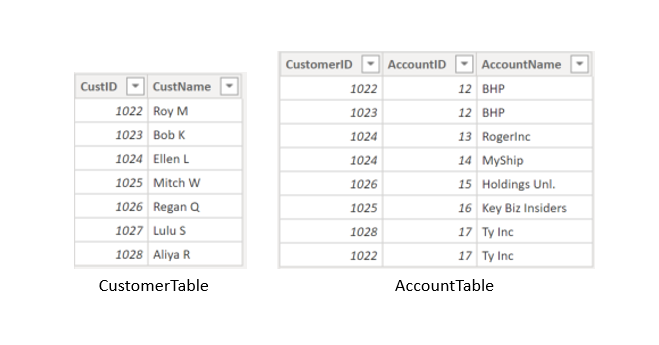 CustID CustName
1022 Roy M
1023 Bob K
1024 Ellen L
1025 Mitch W
1026 Regan Q
1027 Lulu S
1028 Aliya R
CustomerTable
CustomerID AccountID AccountName
1022 12 BHP
1023 12 BHP
1024 13 RogerInc
1024 14 MyShip
1026 15 Holdings Unl.
1025 16 Key Biz Insiders
1028 17 Ty Inc
1022 17 Ty Inc
AccountTable